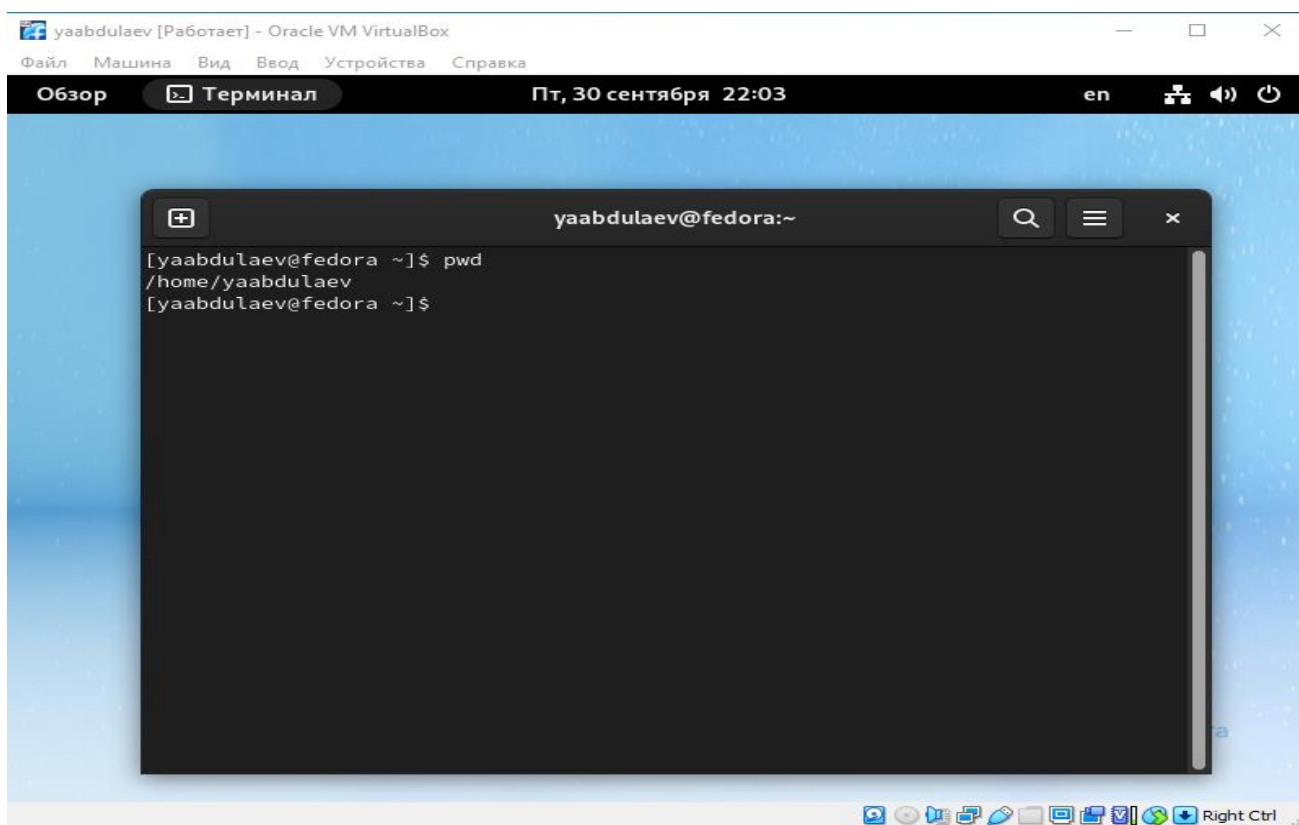 yaabdulaev [Работает] - Oracle VM VirtualBox
Файл Машина Вид Ввод Устройства Справка
Обзор Терминал Пт, 30 сентября 22:03 en
yaabdulaev@fedora:~
[yaabdulaev@fedora ~]$ pwd
/home/yaabdulaev
[yaabdulaev@fedora ~]$
Right Ctrl